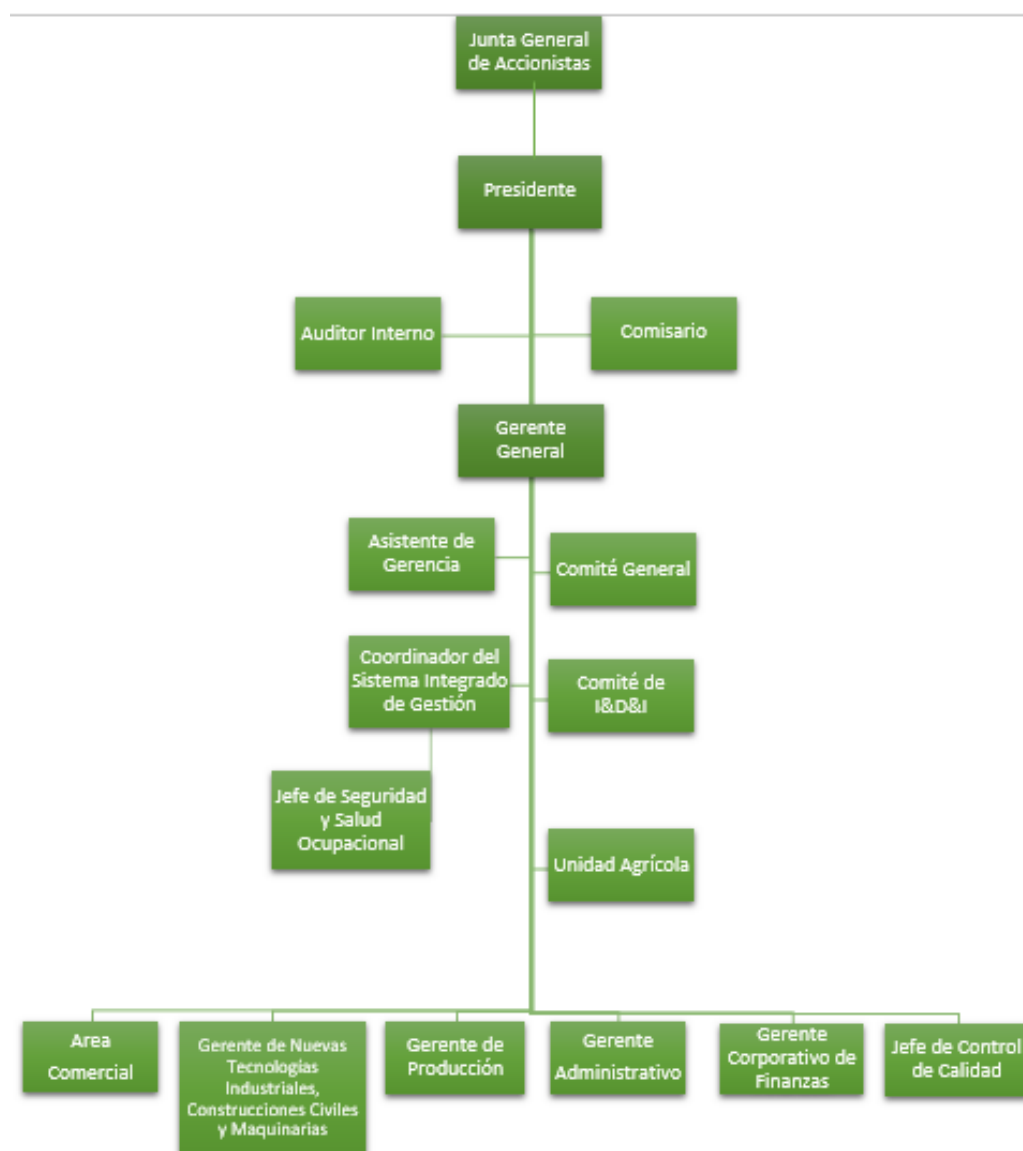 Junta General
de Accionistas
Presidente
Auditor Interno
Comisario
Gerente
General
Asistente de
Gerencia
Comité General
Coordinador del
Sistema Integrado
de Gestión
Comité de
I&D&I
Jefe de Seguridad
y Salud
Ocupacional
Unidad Agrícola
Area
Comercial
Gerente de Nuevas
Tecnologías
Industriales,
Construcciones Civiles
y Maquinarias
Gerente de
Producción
Gerente
Administrativo
Gerente
Corporativo de
Finanzas
Jefe de Control
de Calidad